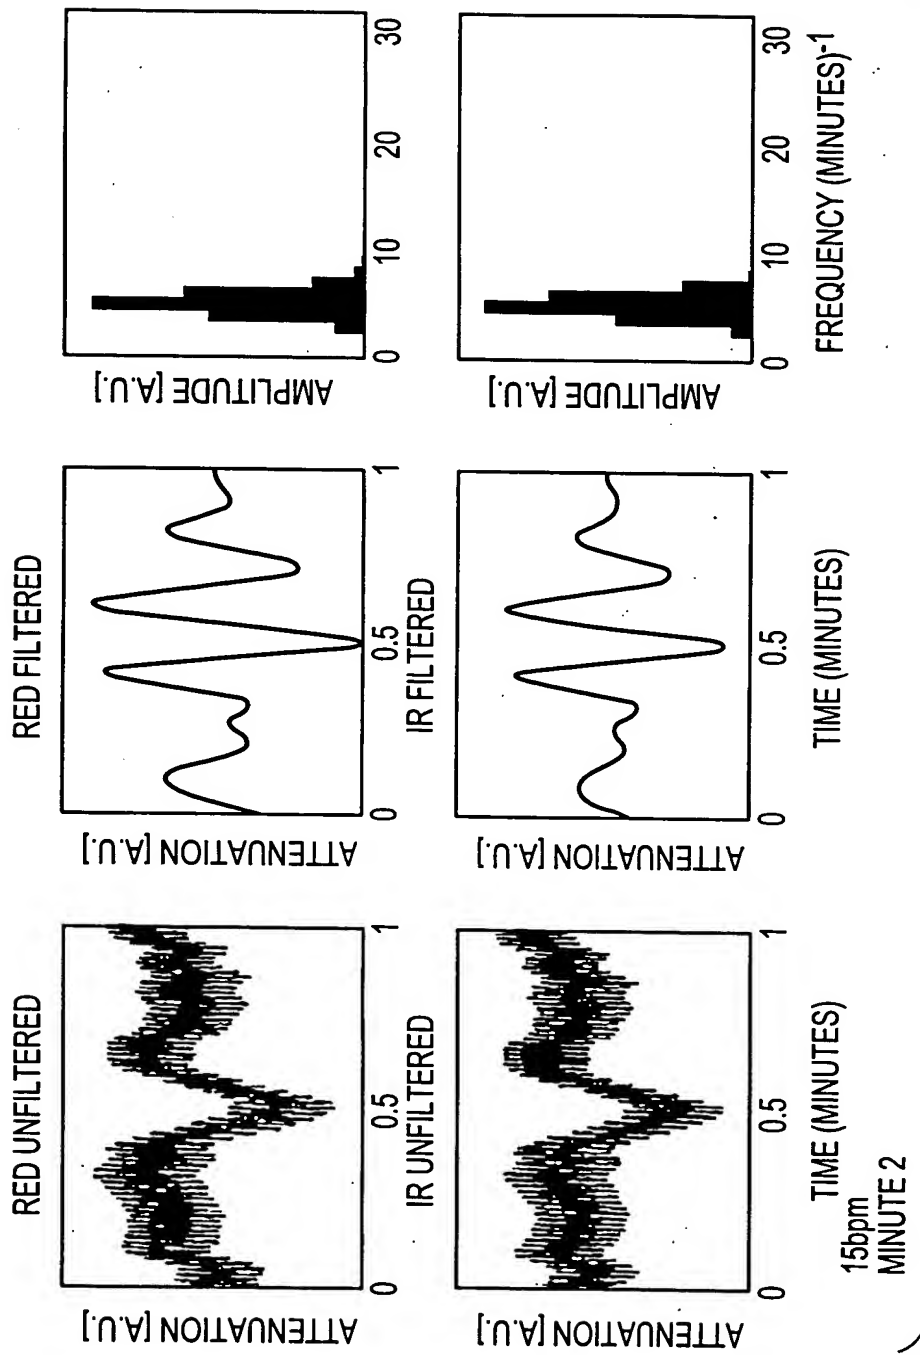 RED UNFILTERED
RED FILTERED
ATTENUATION [A.U.]
0
0.5
1
ATTENUATION [A.U.]
0
0.5
1
AMPLITUDE [A.U.]
0
10
20
30
IR UNFILTERED
IR FILTERED
ATTENUATION [A.U.]
0
0.5
1
TIME (MINUTES)
ATTENUATION [A.U.]
0
0.5
1
TIME (MINUTES)
AMPLITUDE [A.U.]
0
10
20
30
FREQUENCY (MINUTES)-1
15bpm
MINUTE 2